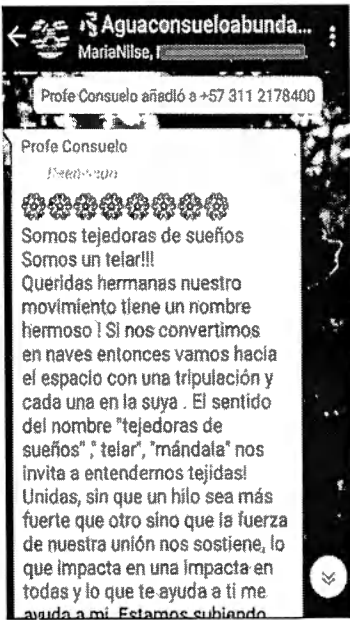 Aguaconsueloabunda...
MariaNilse,
Profe Consuelo añadió a +57 311 2178400
Profe Consuelo
Somos tejedoras de sueños
Somos un telar!!!
Queridas hermanas nuestro
movimiento tiene un nombre
hermoso ! Si nos convertimos
en naves entonces vamos hacia
el espacio con una tripulación y
cada una en la suya . El sentido
del nombre "tejedoras de
sueños" ," telar", "mándala" nos
invita a entendernos tejidas!
Unidas, sin que un hilo sea más
fuerte que otro sino que la fuerza
de nuestra unión nos sostiene, lo
que impacta en una impacta en
todas y lo que te ayuda a ti me
ayuda a mi. Estamos subiendo